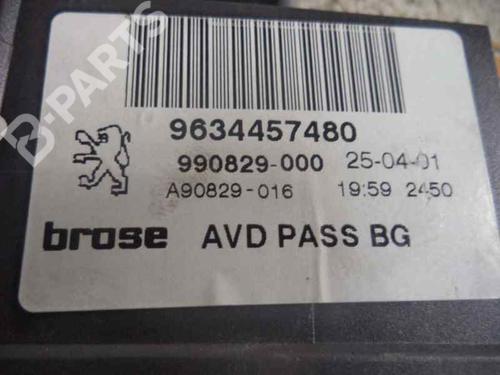 B-PARTS
9634457480
990829-000 25-04-01
A90829-016 19:59 2450
brose AVD PASS BG